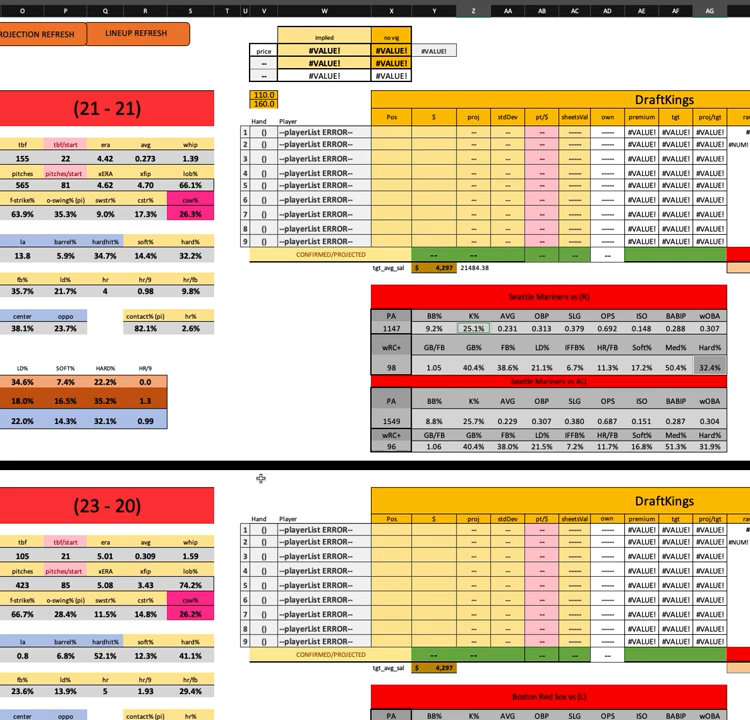 O P Q R S T U V W X Y Z AA AB AC AD AE AF AG
ROJECTION REFRESH LINEUP REFRESH
implied no vig
price #VALUE! #VALUE! #VALUE!
-- #VALUE! #VALUE!
-- #VALUE! #VALUE!
(21 - 21) 110.0 DraftKings
160.0
Hand Player Pos $ proj stdDev pt/$ sheetsVal own premium tgt proj/tgt
tbf tbf/start era avg whip
155 22 4.42 0.273 1.39
pitches pitches/start xERA xfip lob%
565 81 4.62 4.70 66.1%
f-strike% o-swing% (pi) swstr% cstr% csw%
63.9% 35.3% 9.0% 17.3% 26.3%
la barrel% hardhit% soft% hard%
13.8 5.9% 34.7% 14.4% 32.2%
fb% ld% hr hr/9 hr/fb
35.7% 21.7% 4 0.98 9.8%
center oppo contact% (pi) hr%
38.1% 23.7% 82.1% 2.6%
LD% SOFT% HARD% HR/9
34.6% 7.4% 22.2% 0.0
18.0% 16.5% 35.2% 1.3
22.0% 14.3% 32.1% 0.99
1 () --playerList ERROR-- -- -- -- ----- ----- #VALUE! #VALUE! #VALUE!
2 () --playerList ERROR-- -- -- -- ----- ----- #VALUE! #VALUE! #VALUE! #NUM!
3 () --playerList ERROR-- -- -- -- ----- ----- #VALUE! #VALUE! #VALUE!
4 () --playerList ERROR-- -- -- -- ----- ----- #VALUE! #VALUE! #VALUE!
5 () --playerList ERROR-- -- -- -- ----- ----- #VALUE! #VALUE! #VALUE!
6 () --playerList ERROR-- -- -- -- ----- ----- #VALUE! #VALUE! #VALUE!
7 () --playerList ERROR-- -- -- -- ----- ----- #VALUE! #VALUE! #VALUE!
8 () --playerList ERROR-- -- -- -- ----- ----- #VALUE! #VALUE! #VALUE!
9 () --playerList ERROR-- -- -- -- ----- ----- #VALUE! #VALUE! #VALUE!
CONFIRMED/PROJECTED -- -- -- -- --
tgt_avg_sal $ 4,297 21484.38
Seattle Mariners vs (R)
PA BB% K% AVG OBP SLG OPS ISO BABIP wOBA
1147 9.2% 25.1% 0.231 0.313 0.379 0.692 0.148 0.288 0.307
wRC+ GB/FB GB% FB% LD% IFFB% HR/FB Soft% Med% Hard%
98 1.05 40.4% 38.6% 21.1% 6.7% 11.3% 17.2% 50.4% 32.4%
Seattle Mariners vs ALL
PA BB% K% AVG OBP SLG OPS ISO BABIP wOBA
1549 8.8% 25.7% 0.229 0.307 0.380 0.687 0.151 0.287 0.304
wRC+ GB/FB GB% FB% LD% IFFB% HR/FB Soft% Med% Hard%
96 1.06 40.4% 38.0% 21.5% 7.2% 11.7% 16.8% 51.3% 31.9%
(23 - 20) DraftKings
Hand Player Pos $ proj stdDev pt/$ sheetsVal own premium tgt proj/tgt
tbf tbf/start era avg whip
105 21 5.01 0.309 1.59
pitches pitches/start xERA xfip lob%
423 85 5.08 3.43 74.2%
f-strike% o-swing% (pi) swstr% cstr% csw%
66.7% 28.4% 11.5% 14.8% 26.2%
la barrel% hardhit% soft% hard%
0.8 6.8% 52.1% 12.3% 41.1%
fb% ld% hr hr/9 hr/fb
23.6% 13.9% 5 1.93 29.4%
center oppo contact% (pi) hr%
1 () --playerList ERROR-- -- -- -- ----- ----- #VALUE! #VALUE! #VALUE!
2 () --playerList ERROR-- -- -- -- ----- ----- #VALUE! #VALUE! #VALUE! #NUM!
3 () --playerList ERROR-- -- -- -- ----- ----- #VALUE! #VALUE! #VALUE!
4 () --playerList ERROR-- -- -- -- ----- ----- #VALUE! #VALUE! #VALUE!
5 () --playerList ERROR-- -- -- -- ----- ----- #VALUE! #VALUE! #VALUE!
6 () --playerList ERROR-- -- -- -- ----- ----- #VALUE! #VALUE! #VALUE!
7 () --playerList ERROR-- -- -- -- ----- ----- #VALUE! #VALUE! #VALUE!
8 () --playerList ERROR-- -- -- -- ----- ----- #VALUE! #VALUE! #VALUE!
9 () --playerList ERROR-- -- -- -- ----- ----- #VALUE! #VALUE! #VALUE!
CONFIRMED/PROJECTED -- -- -- -- --
tgt_avg_sal $ 4,297
Boston Red Sox vs (L)
PA BB% K% AVG OBP SLG OPS ISO BABIP wOBA